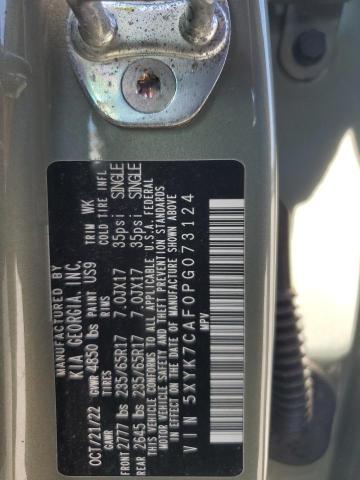 MANUFACTURED BY
KIA GEORGIA, INC.
OCT/21/22 PAINT US9 TRIM WK
GVWR 4850 lbs
GAWR TIRES RIMS COLD TIRE INFL
FRONT 2777 lbs 235/65R17 7.0JX17 35psi SINGLE
REAR 2645 lbs 235/65R17 7.0JX17 35psi SINGLE
THIS VEHICLE CONFORMS TO ALL APPLICABLE U.S.A. FEDERAL
MOTOR VEHICLE SAFETY AND THEFT PREVENTION STANDARDS
IN EFFECT ON THE DATE OF MANUFACTURE SHOWN ABOVE.
VIN 5XYK7CAF0PG073124
MPV